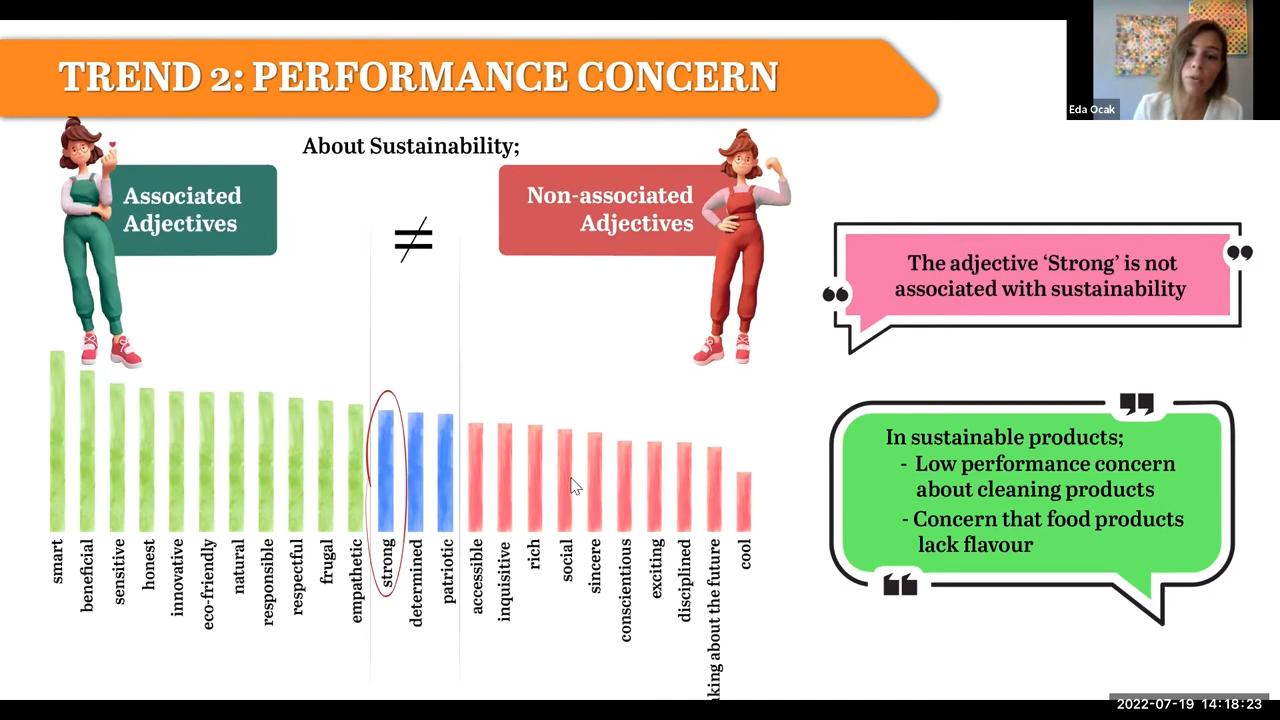 TREND 2: PERFORMANCE CONCERN
Eda Ocak
About Sustainability;
Associated
Adjectives
≠
Non-associated
Adjectives
The adjective ‘Strong’ is not
associated with sustainability
In sustainable products;
- Low performance concern
about cleaning products
- Concern that food products
lack flavour
smart
beneficial
sensitive
honest
innovative
eco-friendly
natural
responsible
respectful
frugal
empathetic
strong
determined
patriotic
accessible
inquisitive
rich
social
sincere
conscientious
exciting
disciplined
about the future
cool
2022-07-19 14:18:23